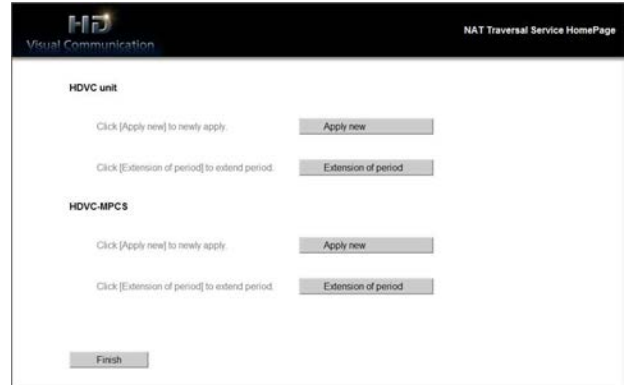 HD
Visual Communication
NAT Traversal Service HomePage
HDVC unit
Click [Apply new] to newly apply.
Apply new
Click [Extension of period] to extend period.
Extension of period
HDVC-MPCS
Click [Apply new] to newly apply.
Apply new
Click [Extension of period] to extend period.
Extension of period
Finish